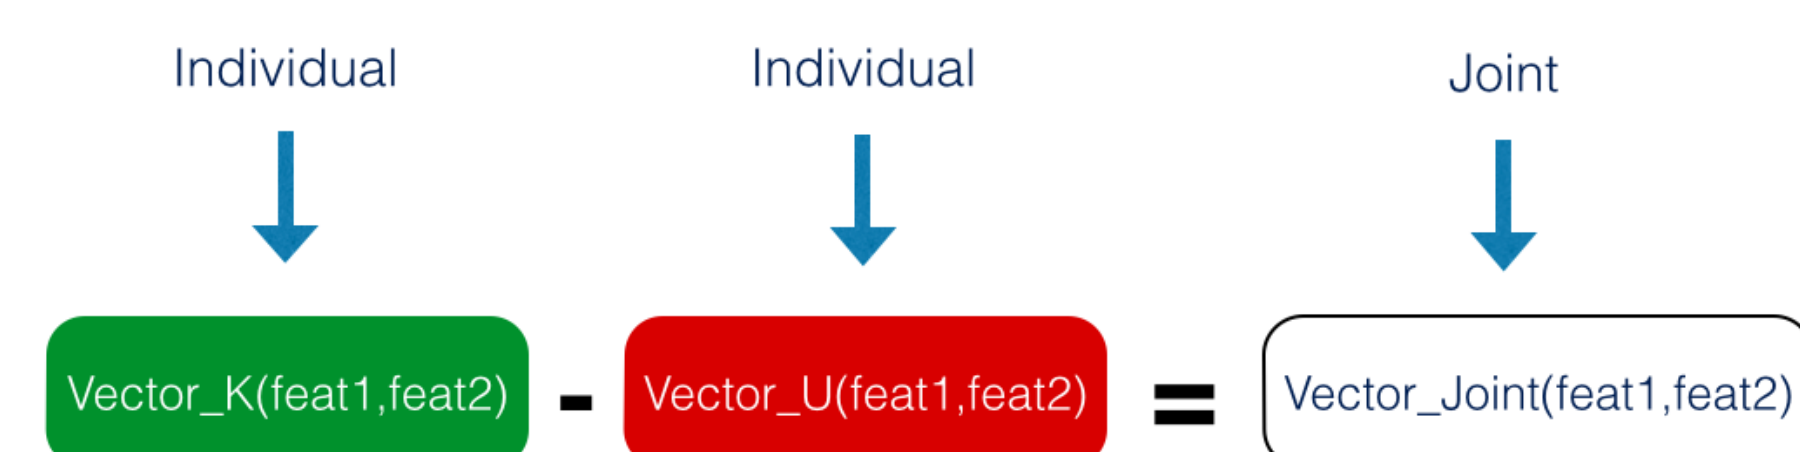 Individual Individual Joint
Vector_K(feat1,feat2) - Vector_U(feat1,feat2) = Vector_Joint(feat1,feat2)